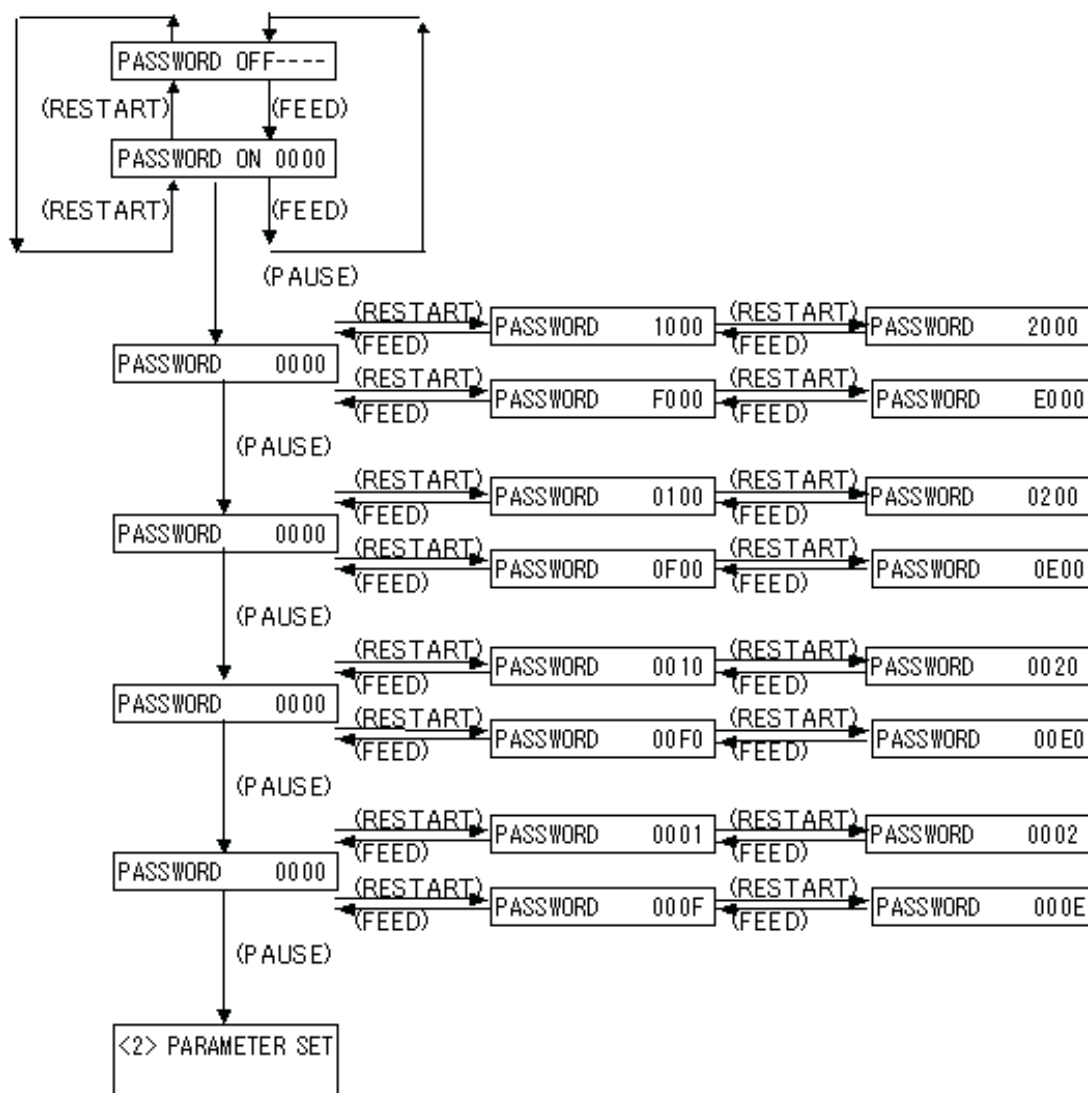 PASSWORD OFF----
(RESTART) (FEED)
PASSWORD ON 0000
(RESTART) (FEED)
(PAUSE)
(RESTART) (RESTART)
PASSWORD 1000 PASSWORD 2000
(FEED) (FEED)
PASSWORD 0000
(RESTART) (RESTART)
PASSWORD F000 PASSWORD E000
(FEED) (FEED)
(PAUSE)
(RESTART) (RESTART)
PASSWORD 0100 PASSWORD 0200
(FEED) (FEED)
PASSWORD 0000
(RESTART) (RESTART)
PASSWORD 0F00 PASSWORD 0E00
(FEED) (FEED)
(PAUSE)
(RESTART) (RESTART)
PASSWORD 0010 PASSWORD 0020
(FEED) (FEED)
PASSWORD 0000
(RESTART) (RESTART)
PASSWORD 00F0 PASSWORD 00E0
(FEED) (FEED)
(PAUSE)
(RESTART) (RESTART)
PASSWORD 0001 PASSWORD 0002
(FEED) (FEED)
PASSWORD 0000
(RESTART) (RESTART)
PASSWORD 000F PASSWORD 000E
(FEED) (FEED)
(PAUSE)
<2> PARAMETER SET